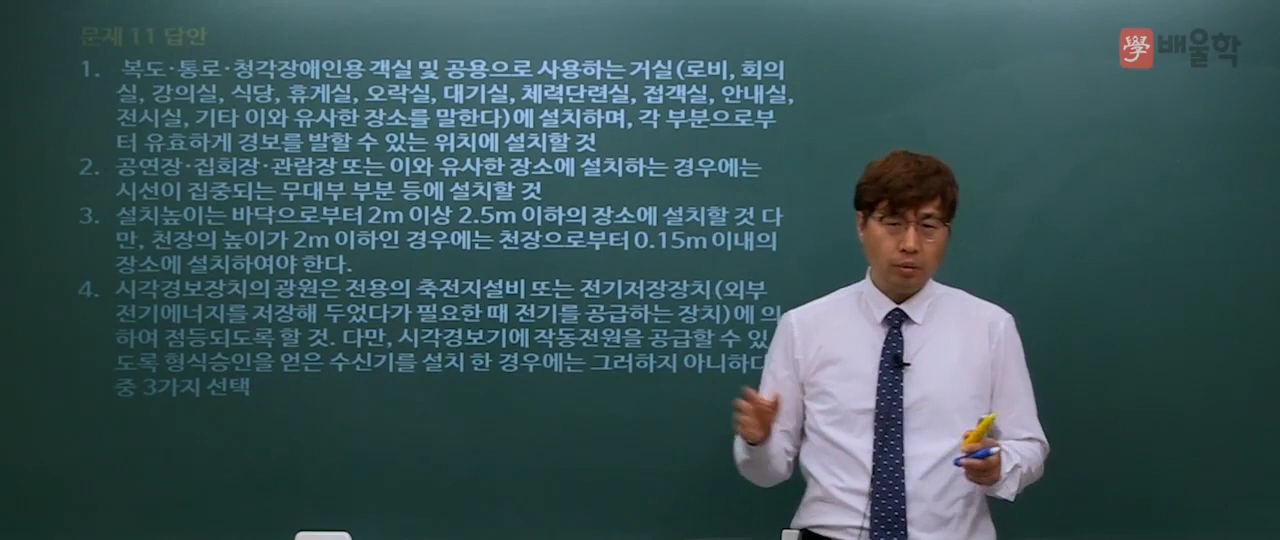 문제 11 답안
學 배울학
1. 복도·통로·청각장애인용 객실 및 공용으로 사용하는 거실(로비, 회의
실, 강의실, 식당, 휴게실, 오락실, 대기실, 체력단련실, 접객실, 안내실,
전시실, 기타 이와 유사한 장소를 말한다)에 설치하며, 각 부분으로부
터 유효하게 경보를 발할 수 있는 위치에 설치할 것
2. 공연장·집회장·관람장 또는 이와 유사한 장소에 설치하는 경우에는
시선이 집중되는 무대부 부분 등에 설치할 것
3. 설치높이는 바닥으로부터 2m 이상 2.5m 이하의 장소에 설치할 것 다
만, 천장의 높이가 2m 이하인 경우에는 천장으로부터 0.15m 이내의
장소에 설치하여야 한다.
4. 시각경보장치의 광원은 전용의 축전지설비 또는 전기저장장치(외부
전기에너지를 저장해 두었다가 필요한 때 전기를 공급하는 장치)에 의
하여 점등되도록 할 것. 다만, 시각경보기에 작동전원을 공급할 수 있
도록 형식승인을 얻은 수신기를 설치 한 경우에는 그러하지 아니하다
중 3가지 선택